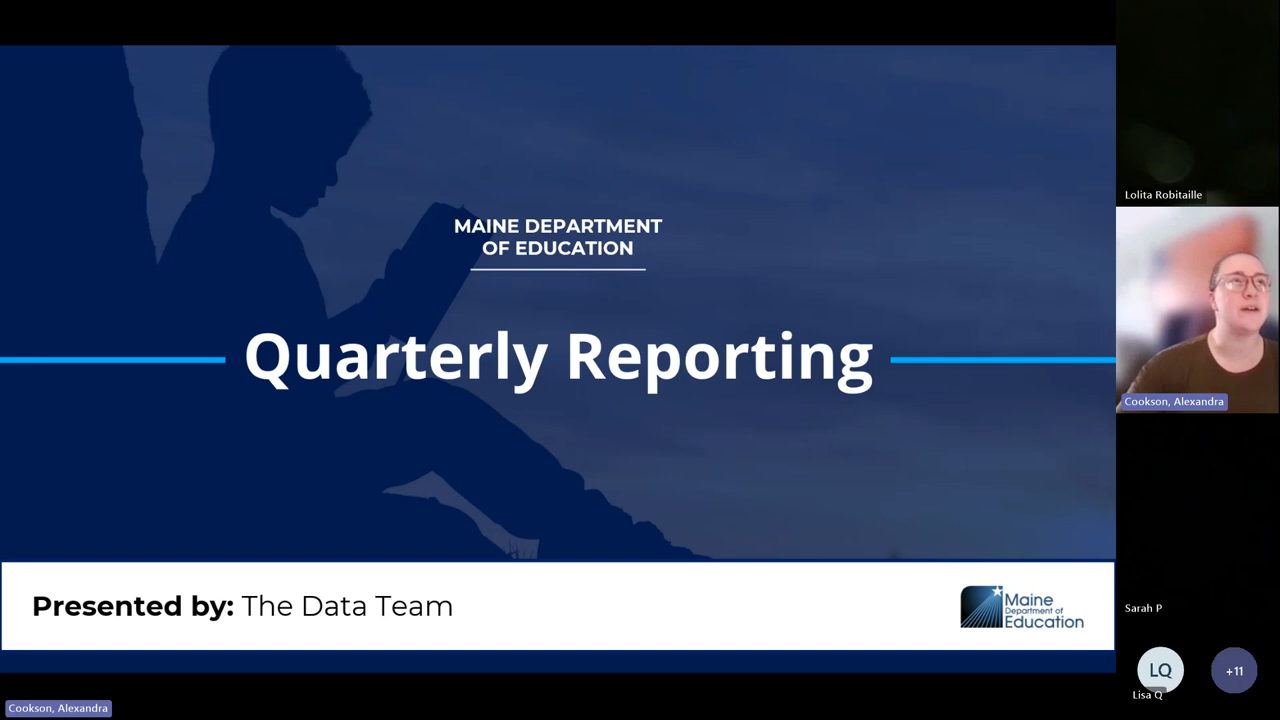 MAINE DEPARTMENT
OF EDUCATION
Quarterly Reporting
Presented by: The Data Team
Maine
Department of
Education
Lolita Robitaille
Cookson, Alexandra
Sarah P
LQ
+11
Lisa Q
Cookson, Alexandra